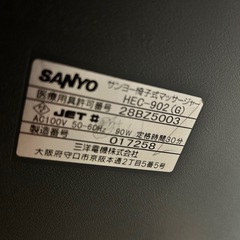 SANYO サンヨー椅子式マッサージャー
HEC-902(G)
医療用具許可番号 28BZ5003
JET
AC100V 50-60Hz 90W 定格時間30分
製造番号 017258
三洋電機株式会社
大阪府守口市京阪本通2丁目5番5号